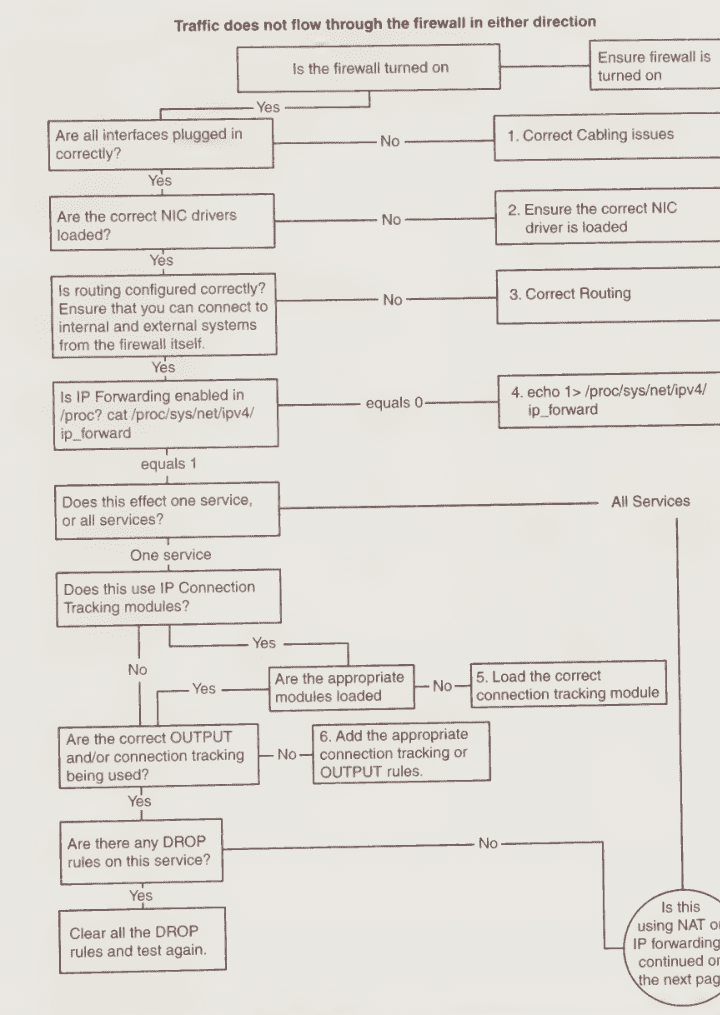 Traffic does not flow through the firewall in either direction
Is the firewall turned on
Ensure firewall is
turned on
Yes
Are all interfaces plugged in
correctly?
No
1. Correct Cabling issues
Yes
Are the correct NIC drivers
loaded?
No
2. Ensure the correct NIC
driver is loaded
Yes
Is routing configured correctly?
Ensure that you can connect to
internal and external systems
from the firewall itself.
No
3. Correct Routing
Yes
Is IP Forwarding enabled in
/proc? cat /proc/sys/net/ipv4/
ip_forward
equals 0
4. echo 1> /proc/sys/net/ipv4/
ip_forward
equals 1
Does this effect one service,
or all services?
All Services
One service
Does this use IP Connection
Tracking modules?
Yes
No
Are the appropriate
modules loaded
No
5. Load the correct
connection tracking module
Yes
Are the correct OUTPUT
and/or connection tracking
being used?
No
6. Add the appropriate
connection tracking or
OUTPUT rules.
Yes
Are there any DROP
rules on this service?
No
Yes
Clear all the DROP
rules and test again.
Is this
using NAT
IP forwarding
continued
the next